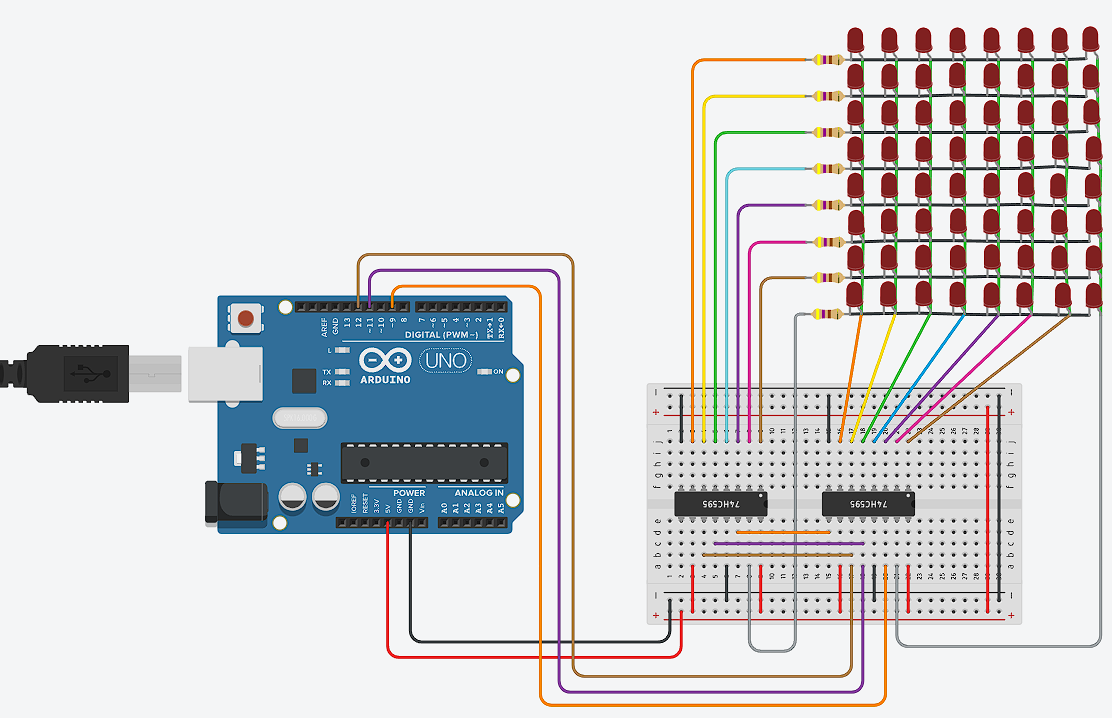 AREF
GND
13
12
~11
~10
~9
8
7
~6
~5
4
~3
2
TX→1
RX←0
DIGITAL (PWM~)
L
TX
RX
UNO
ARDUINO
ON
IOREF
RESET
3.3V
5V
GND
GND
Vin
POWER
ANALOG IN
A0
A1
A2
A3
A4
A5
74HC595
74HC595
j
i
h
g
f
e
d
c
b
a
j
i
h
g
f
e
d
c
b
a